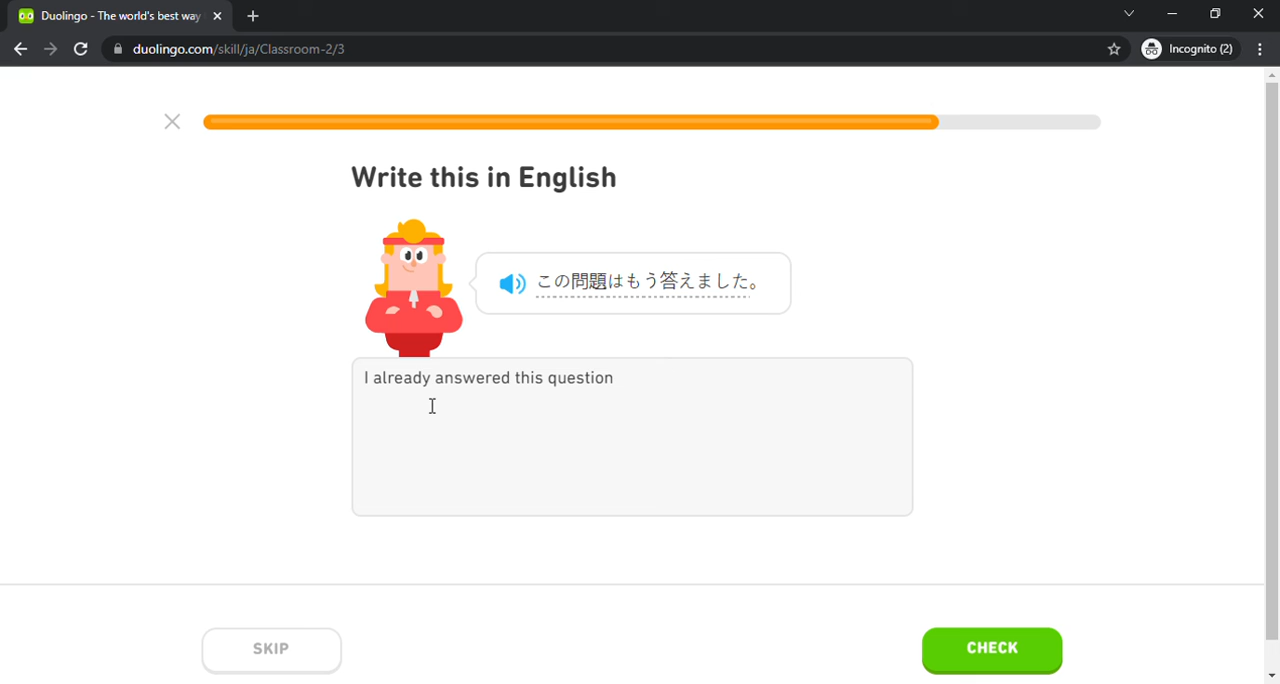 Duolingo - The world's best way
duolingo.com/skill/ja/Classroom-2/3
Incognito (2)
Write this in English
この問題はもう答えました。
I already answered this question
SKIP
CHECK